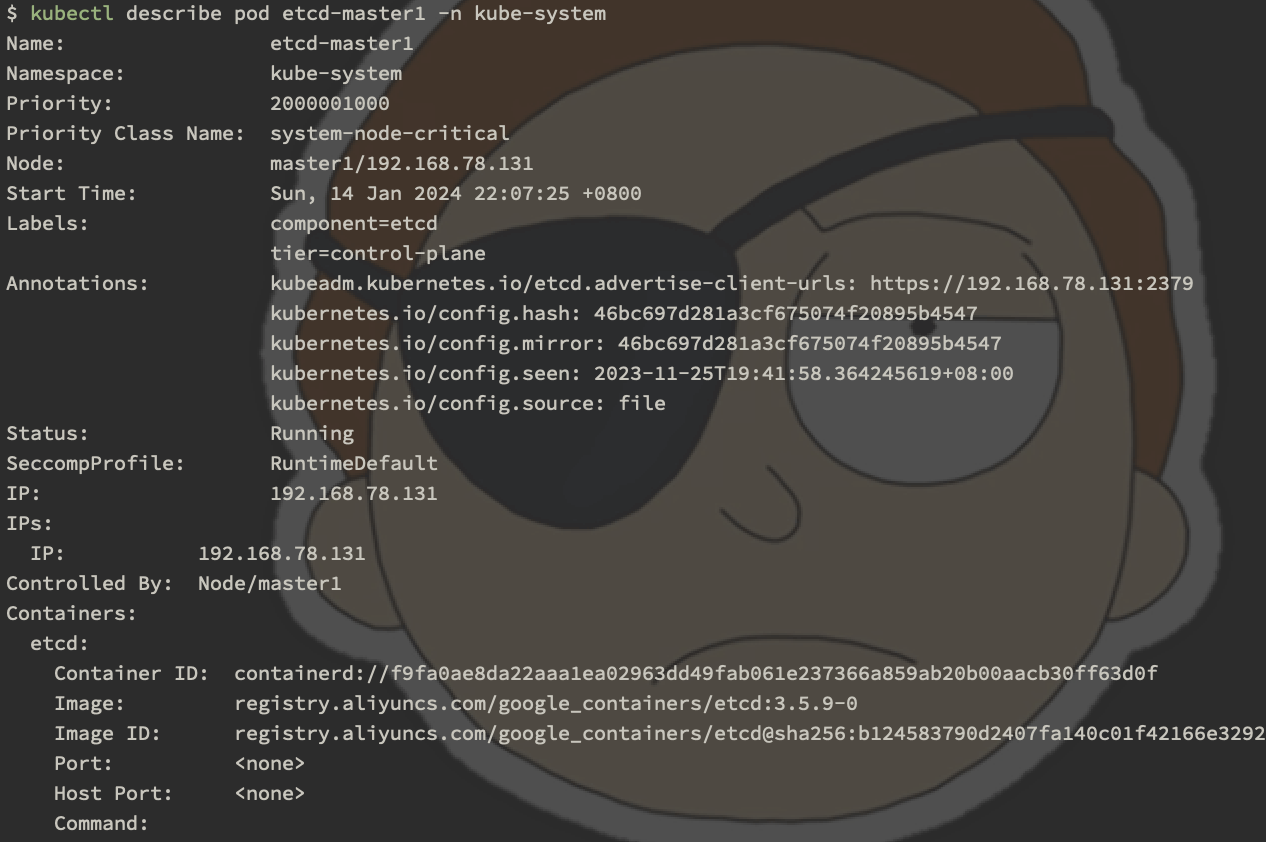 $ kubectl describe pod etcd-master1 -n kube-system
Name:                 etcd-master1
Namespace:            kube-system
Priority:             2000001000
Priority Class Name:  system-node-critical
Node:                 master1/192.168.78.131
Start Time:           Sun, 14 Jan 2024 22:07:25 +0800
Labels:               component=etcd
                      tier=control-plane
Annotations:          kubeadm.kubernetes.io/etcd.advertise-client-urls: https://192.168.78.131:2379
                      kubernetes.io/config.hash: 46bc697d281a3cf675074f20895b4547
                      kubernetes.io/config.mirror: 46bc697d281a3cf675074f20895b4547
                      kubernetes.io/config.seen: 2023-11-25T19:41:58.364245619+08:00
                      kubernetes.io/config.source: file
Status:               Running
SeccompProfile:       RuntimeDefault
IP:                   192.168.78.131
IPs:
  IP:           192.168.78.131
Controlled By:  Node/master1
Containers:
  etcd:
    Container ID:  containerd://f9fa0ae8da22aaa1ea02963dd49fab061e237366a859ab20b00aacb30ff63d0f
    Image:         registry.aliyuncs.com/google_containers/etcd:3.5.9-0
    Image ID:      registry.aliyuncs.com/google_containers/etcd@sha256:b124583790d2407fa140c01f42166e3292
    Port:          <none>
    Host Port:     <none>
    Command: